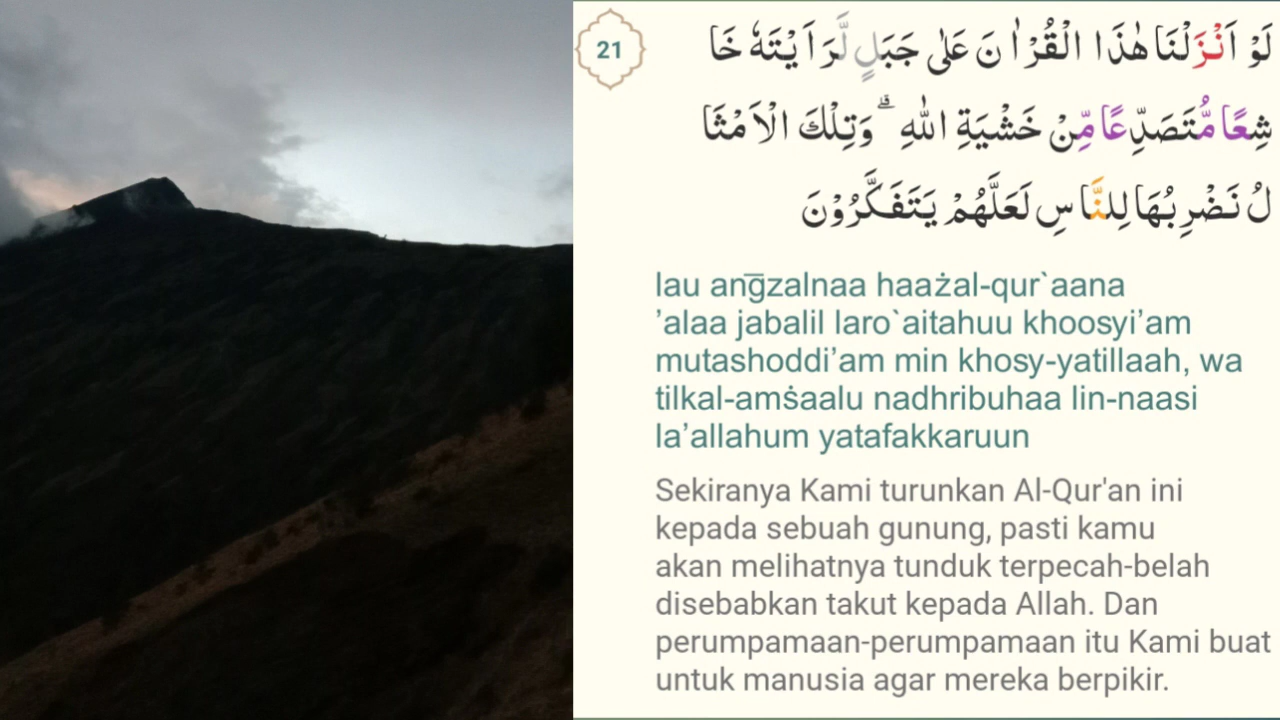 21
لَوْ اَنْزَلْنَا هٰذَا الْقُرْاٰ نَ عَلٰى جَبَلٍ لَّرَاَ يْتَهٗ خَا
شِعًا مُّتَصَدِّعًا مِّنْ خَشْيَةِ اللّٰهِ ۗ وَتِلْكَ الْاَ مْثَا
لُ نَضْرِبُهَا لِلنَّا سِ لَعَلَّهُمْ يَتَفَكَّرُوْنَ
lau ang̅zalnaa haażal-qur`aana
’alaa jabalil laro`aitahuu khoosyi’am
mutashoddi’am min khosy-yatillaah, wa
tilkal-amṡaalu nadhribuhaa lin-naasi
la’allahum yatafakkaruun
Sekiranya Kami turunkan Al-Qur'an ini
kepada sebuah gunung, pasti kamu
akan melihatnya tunduk terpecah-belah
disebabkan takut kepada Allah. Dan
perumpamaan-perumpamaan itu Kami buat
untuk manusia agar mereka berpikir.